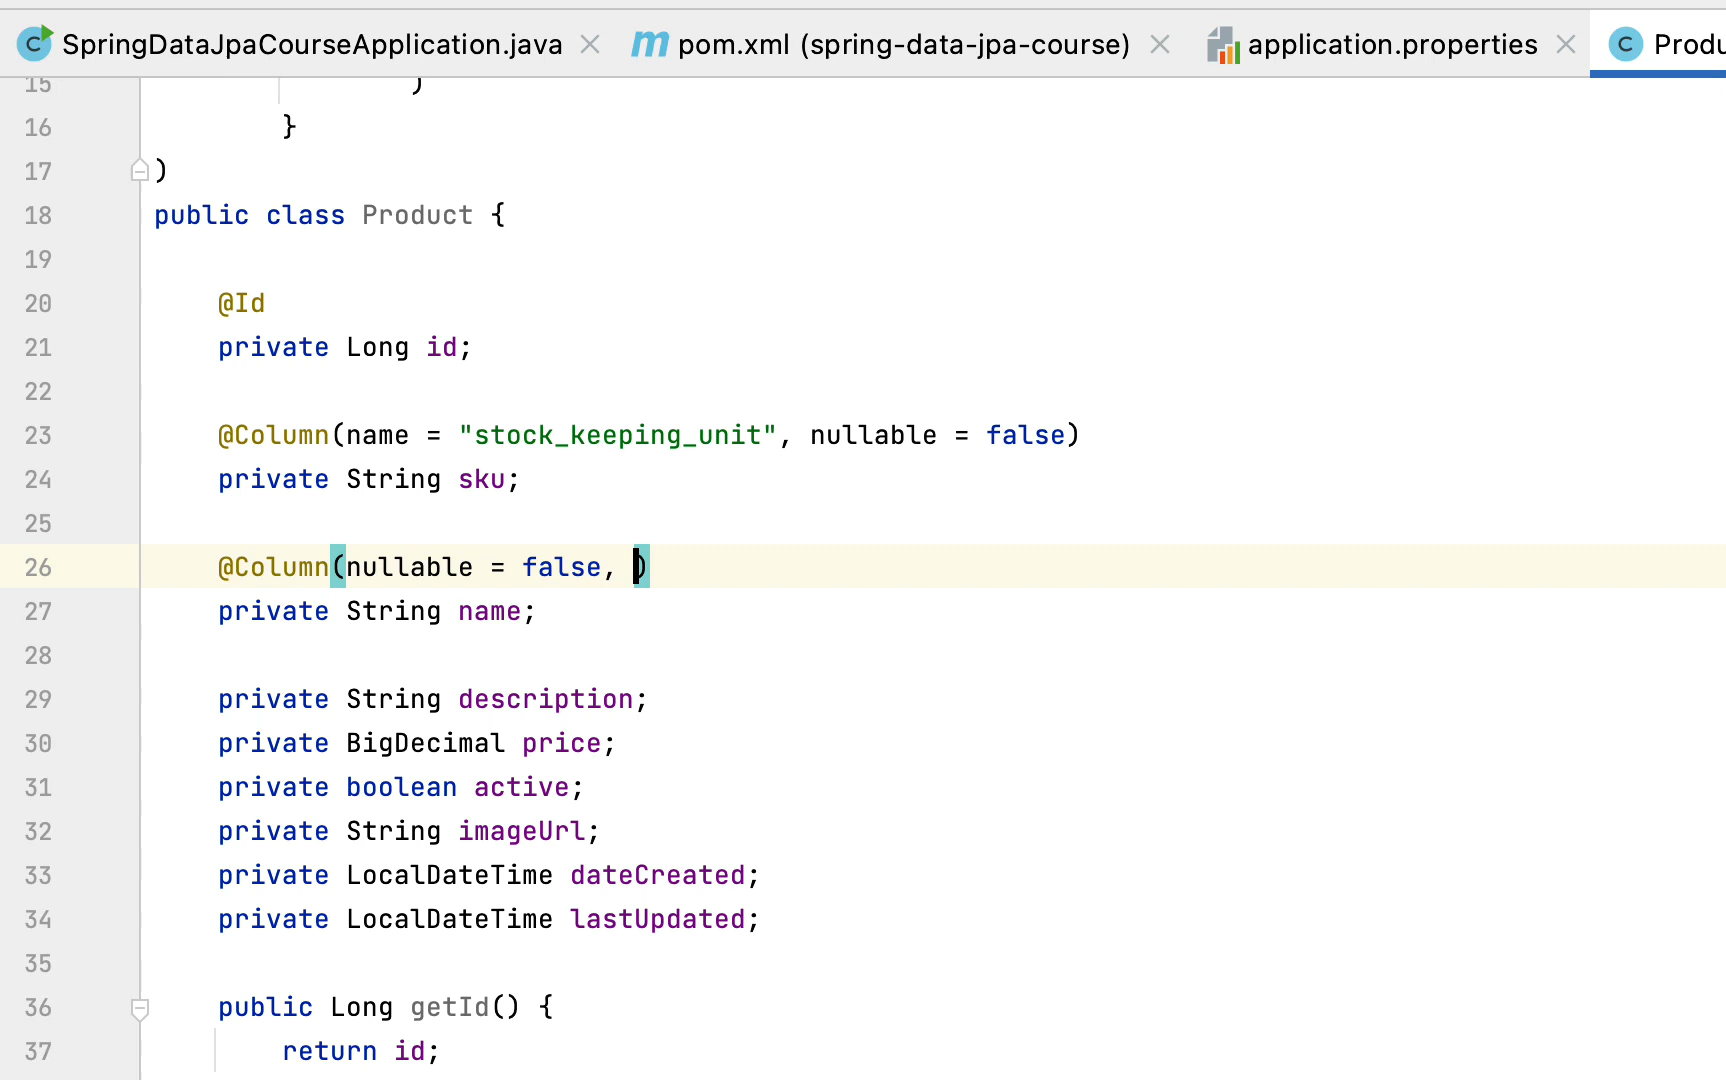 SpringDataJpaCourseApplication.java pom.xml (spring-data-jpa-course) application.properties Produ
15 )
16 }
17 )
18 public class Product {
19
20 @Id
21 private Long id;
22
23 @Column(name = "stock_keeping_unit", nullable = false)
24 private String sku;
25
26 @Column(nullable = false, )
27 private String name;
28
29 private String description;
30 private BigDecimal price;
31 private boolean active;
32 private String imageUrl;
33 private LocalDateTime dateCreated;
34 private LocalDateTime lastUpdated;
35
36 public Long getId() {
37 return id;